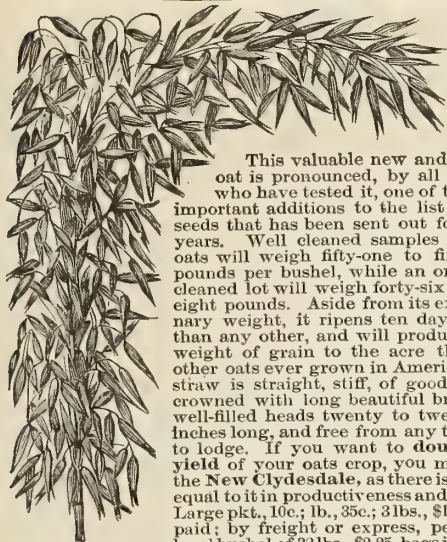 This valuable new and
oat is pronounced, by all
who have tested it, one of t
important additions to the list
seeds that has been sent out fo
years. Well cleaned samples
oats will weigh fifty-one to fi
pounds per bushel, while an or
cleaned lot will weigh forty-six
eight pounds. Aside from its ex
nary weight, it ripens ten day
than any other, and will produ
weight of grain to the acre th
other oats ever grown in Ameri
straw is straight, stiff, of good
crowned with long beautiful br
well-filled heads twenty to twe
inches long, and free from any t
to lodge. If you want to dou
yield of your oats crop, you m
the New Clydesdale, as there is
equal to it in productiveness and
Large pkt., 10c.; lb., 35c.; 3 lbs., $1
paid; by freight or express, pe